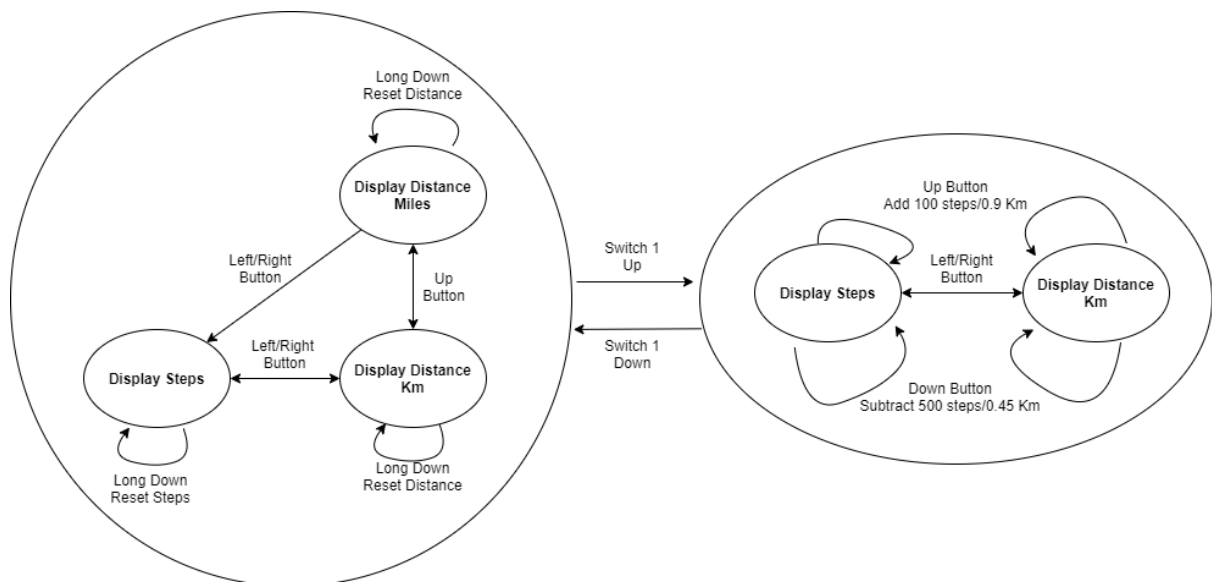 Long Down
Reset Distance
Display Distance
Miles
Left/Right
Button
Up
Button
Left/Right
Button
Display Steps
Display Distance
Km
Long Down
Reset Steps
Long Down
Reset Distance
Switch 1
Up
Switch 1
Down
Up Button
Add 100 steps/0.9 Km
Left/Right
Button
Display Steps
Display Distance
Km
Down Button
Subtract 500 steps/0.45 Km